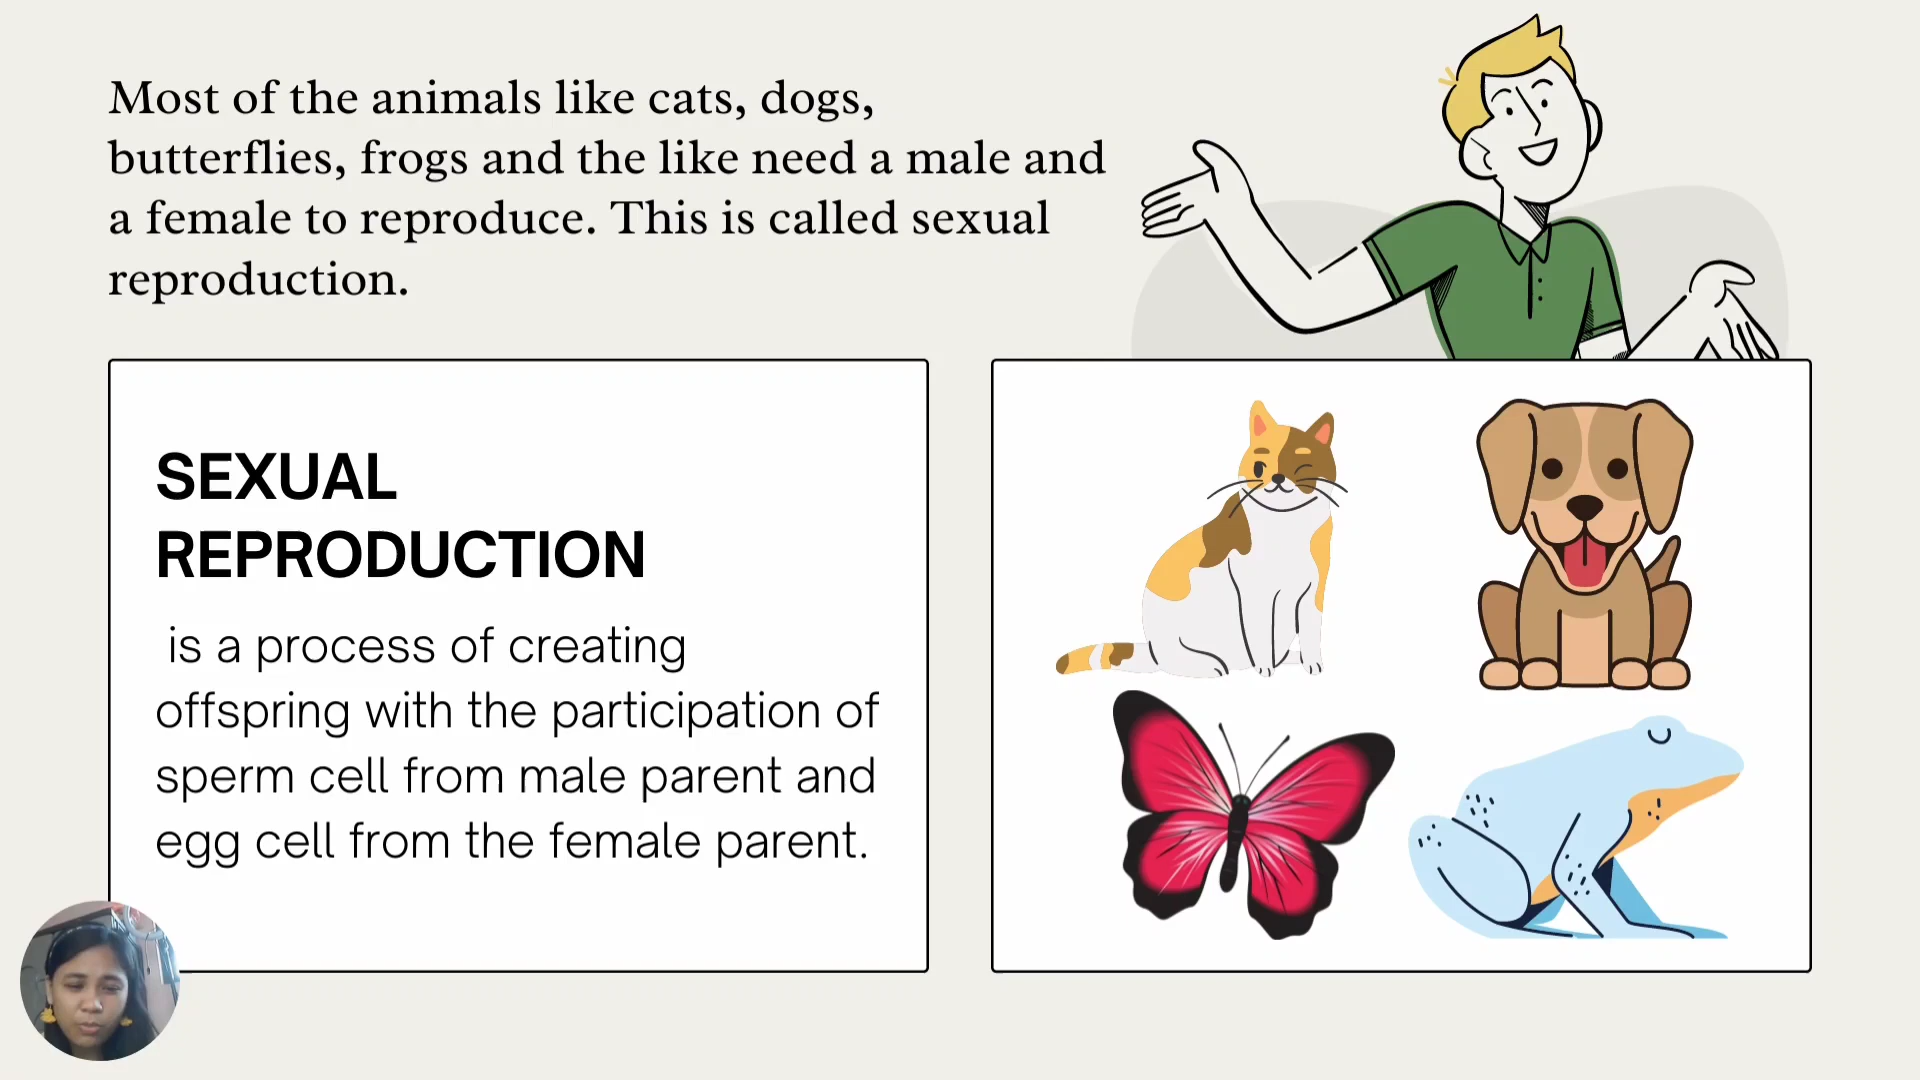 Most of the animals like cats, dogs,
butterflies, frogs and the like need a male and
a female to reproduce. This is called sexual
reproduction.
SEXUAL
REPRODUCTION
is a process of creating
offspring with the participation of
sperm cell from male parent and
egg cell from the female parent.